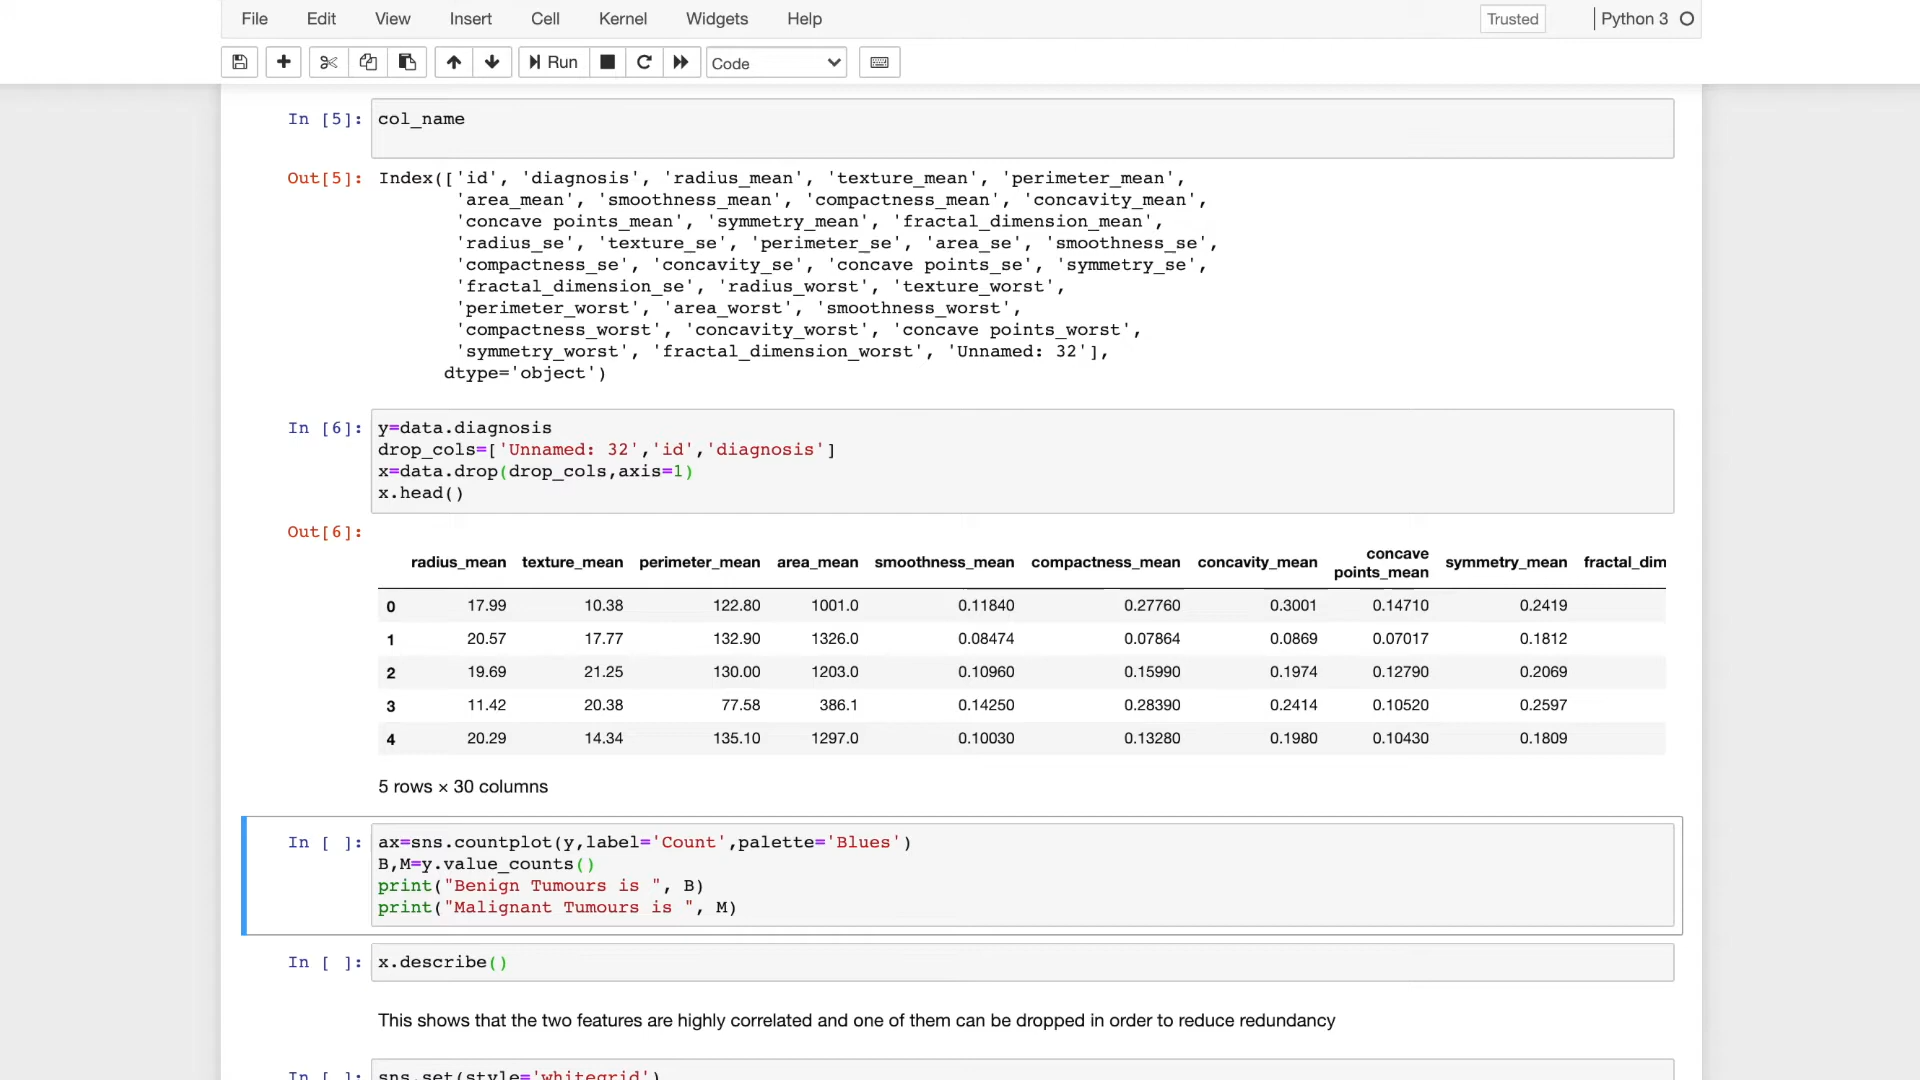 File Edit View Insert Cell Kernel Widgets Help Trusted Python 3
Run Code
In [5]: col_name
Out[5]: Index(['id', 'diagnosis', 'radius_mean', 'texture_mean', 'perimeter_mean',
'area_mean', 'smoothness_mean', 'compactness_mean', 'concavity_mean',
'concave points_mean', 'symmetry_mean', 'fractal_dimension_mean',
'radius_se', 'texture_se', 'perimeter_se', 'area_se', 'smoothness_se',
'compactness_se', 'concavity_se', 'concave points_se', 'symmetry_se',
'fractal_dimension_se', 'radius_worst', 'texture_worst',
'perimeter_worst', 'area_worst', 'smoothness_worst',
'compactness_worst', 'concavity_worst', 'concave points_worst',
'symmetry_worst', 'fractal_dimension_worst', 'Unnamed: 32'],
dtype='object')
In [6]: y=data.diagnosis
drop_cols=['Unnamed: 32','id','diagnosis']
x=data.drop(drop_cols,axis=1)
x.head()
Out[6]:
radius_mean texture_mean perimeter_mean area_mean smoothness_mean compactness_mean concavity_mean concave points_mean symmetry_mean fractal_dim
0 17.99 10.38 122.80 1001.0 0.11840 0.27760 0.3001 0.14710 0.2419
1 20.57 17.77 132.90 1326.0 0.08474 0.07864 0.0869 0.07017 0.1812
2 19.69 21.25 130.00 1203.0 0.10960 0.15990 0.1974 0.12790 0.2069
3 11.42 20.38 77.58 386.1 0.14250 0.28390 0.2414 0.10520 0.2597
4 20.29 14.34 135.10 1297.0 0.10030 0.13280 0.1980 0.10430 0.1809
5 rows × 30 columns
In [ ]: ax=sns.countplot(y,label='Count',palette='Blues')
B,M=y.value_counts()
print("Benign Tumours is ", B)
print("Malignant Tumours is ", M)
In [ ]: x.describe()
This shows that the two features are highly correlated and one of them can be dropped in order to reduce redundancy
In [ ]: sns.set(style='whitegrid')